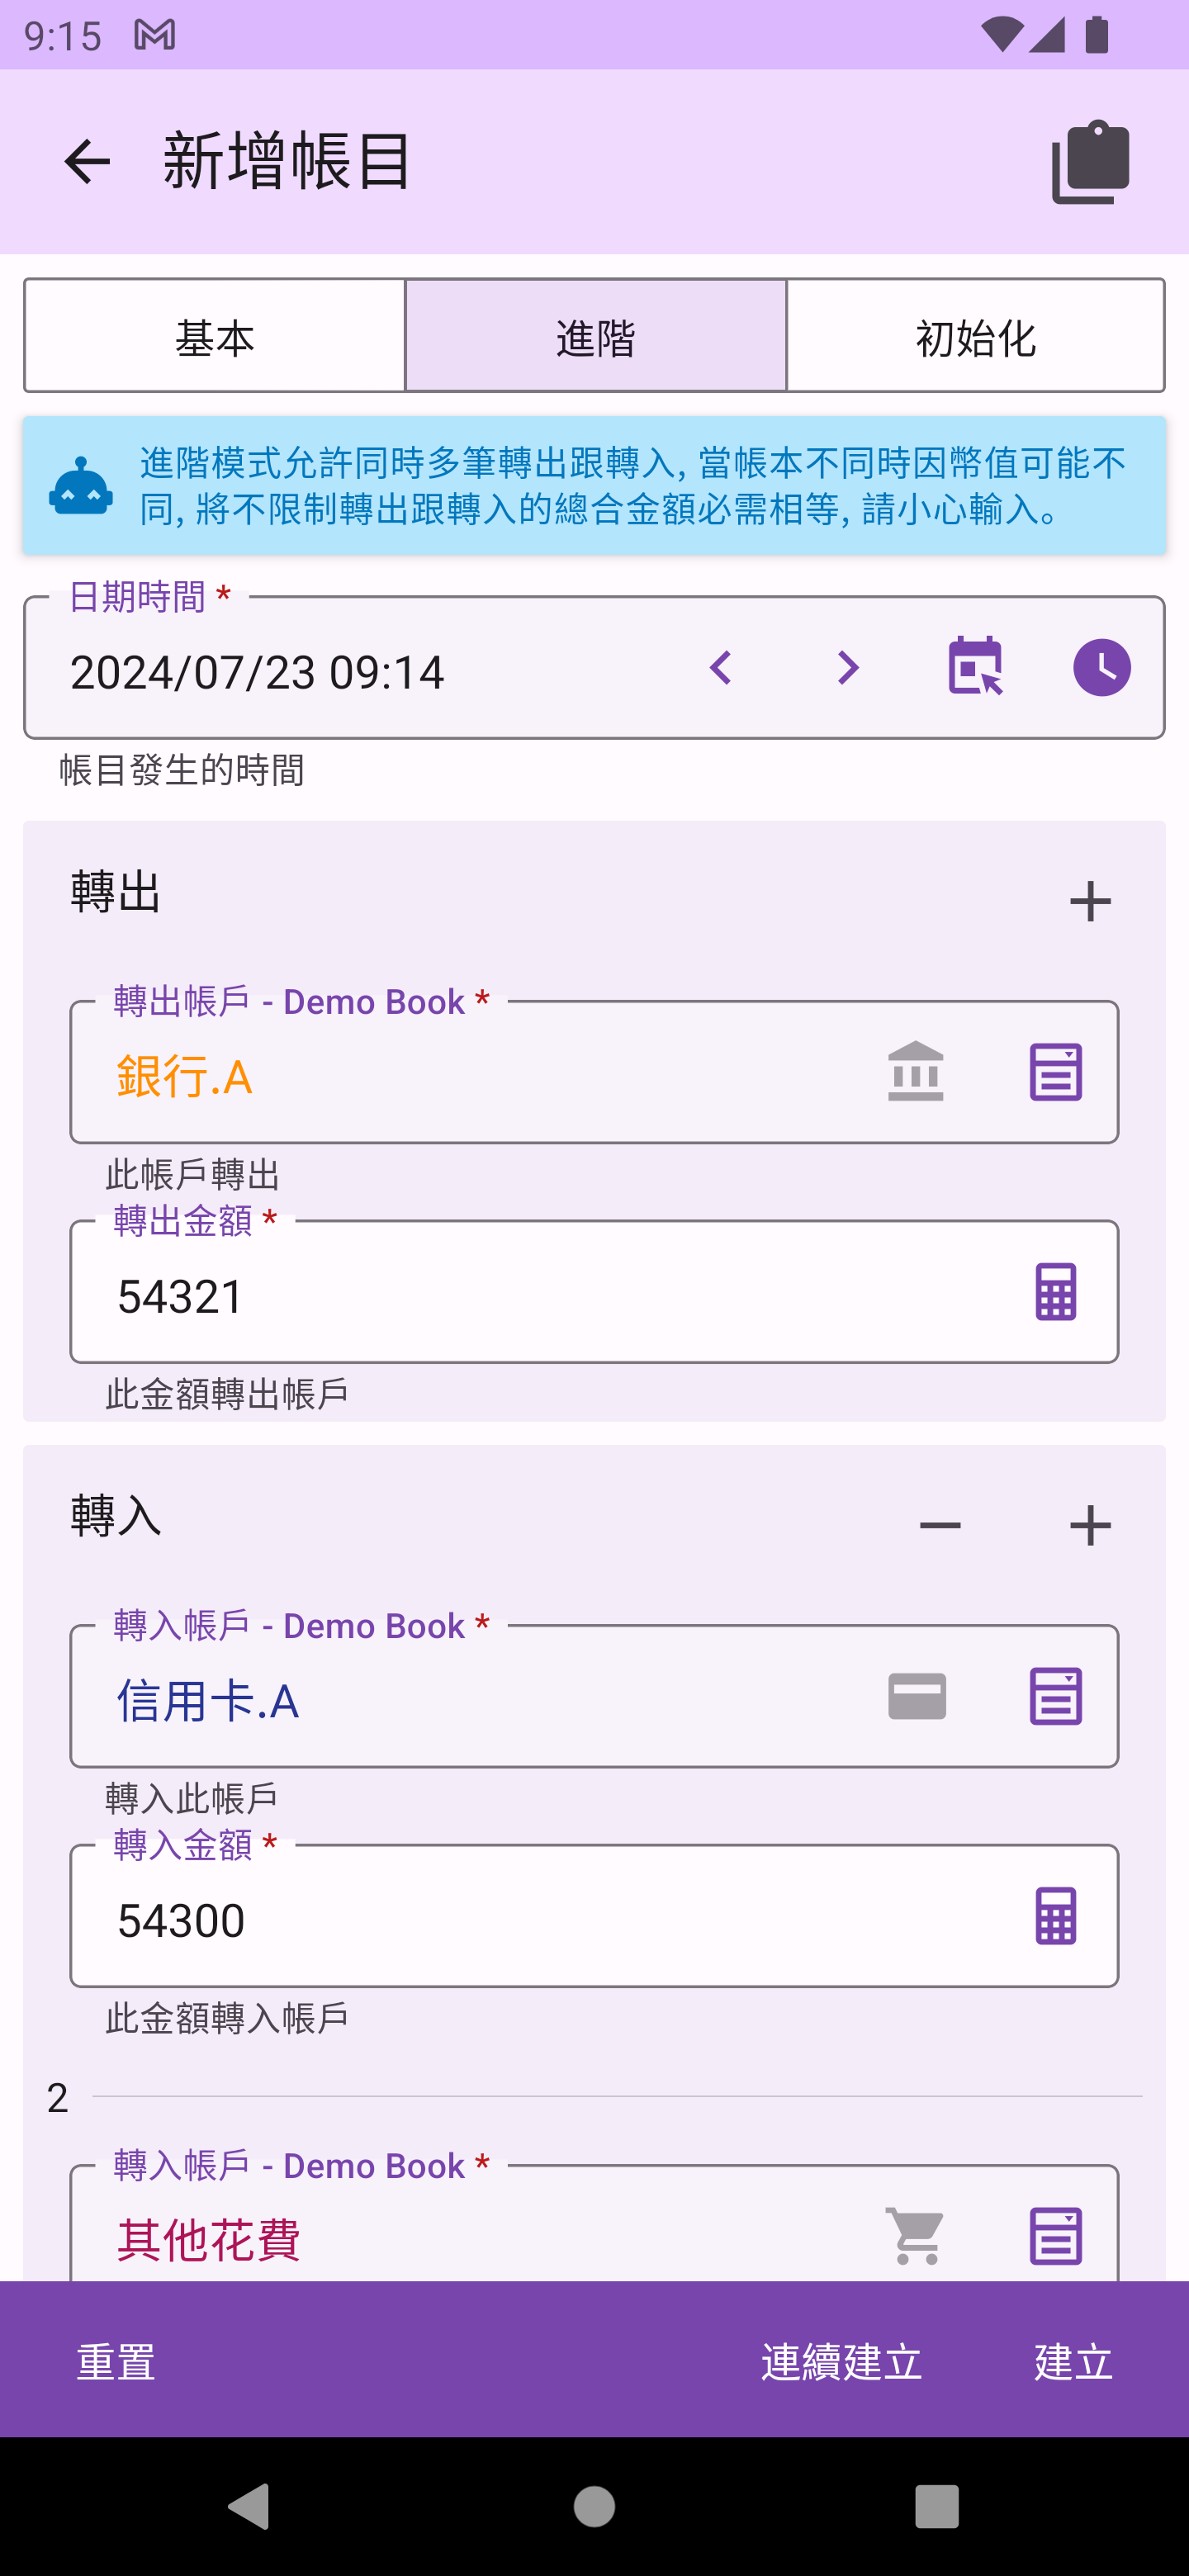 9:15
新增帳目
基本
進階
初始化
進階模式允許同時多筆轉出跟轉入, 當帳本不同時因幣值可能不
同, 將不限制轉出跟轉入的總合金額必需相等, 請小心輸入。
日期時間 *
2024/07/23 09:14
帳目發生的時間
轉出
轉出帳戶 - Demo Book *
銀行.A
此帳戶轉出
轉出金額 *
54321
此金額轉出帳戶
轉入
轉入帳戶 - Demo Book *
信用卡.A
轉入此帳戶
轉入金額 *
54300
此金額轉入帳戶
2
轉入帳戶 - Demo Book *
其他花費
重置
連續建立
建立